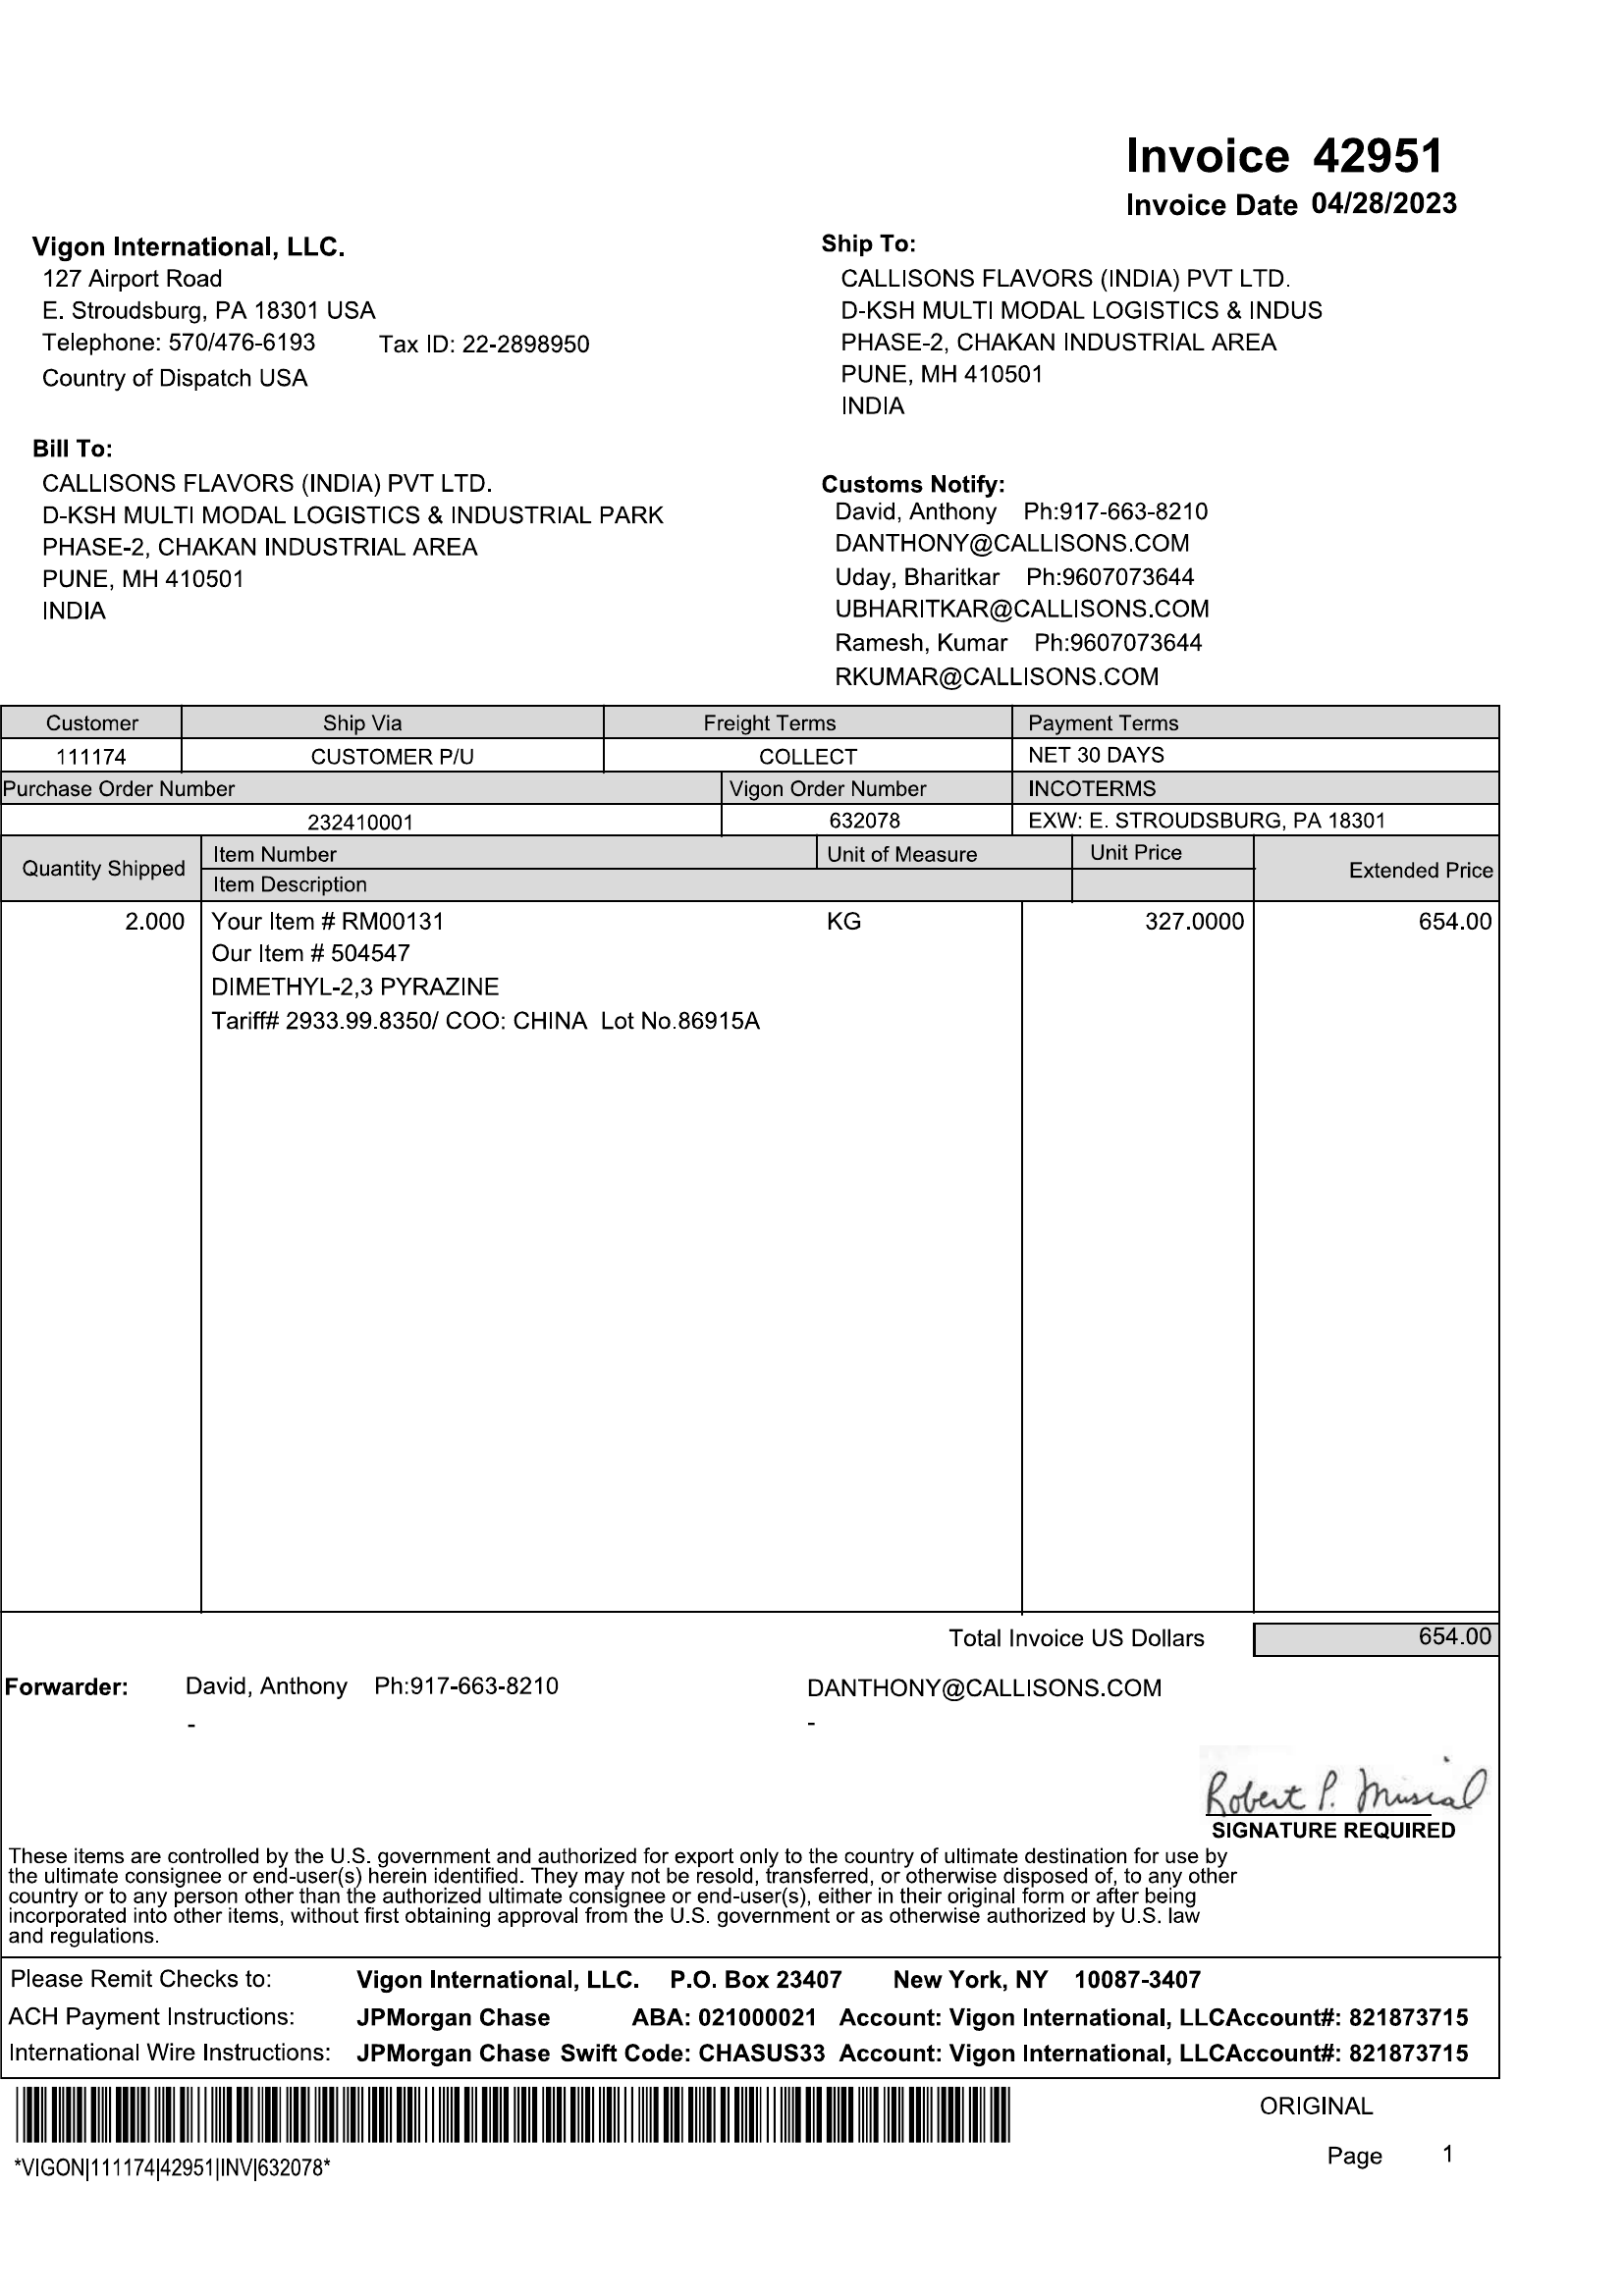 Invoice 42951
Invoice Date 04/28/2023
Vigon International, LLC.
127 Airport Road
E. Stroudsburg, PA 18301 USA
Telephone: 570/476-6193 Tax ID: 22-2898950
Country of Dispatch USA
Ship To:
CALLISONS FLAVORS (INDIA) PVT LTD.
D-KSH MULTI MODAL LOGISTICS & INDUS
PHASE-2, CHAKAN INDUSTRIAL AREA
PUNE, MH 410501
INDIA
Bill To:
CALLISONS FLAVORS (INDIA) PVT LTD.
D-KSH MULTI MODAL LOGISTICS & INDUSTRIAL PARK
PHASE-2, CHAKAN INDUSTRIAL AREA
PUNE, MH 410501
INDIA
Customs Notify:
David, Anthony Ph:917-663-8210
DANTHONY@CALLISONS.COM
Uday, Bharitkar Ph:9607073644
UBHARITKAR@CALLISONS.COM
Ramesh, Kumar Ph:9607073644
RKUMAR@CALLISONS.COM
Customer Ship Via Freight Terms Payment Terms
111174 CUSTOMER P/U COLLECT NET 30 DAYS
Purchase Order Number Vigon Order Number INCOTERMS
232410001 632078 EXW: E. STROUDSBURG, PA 18301
Quantity Shipped Item Number Unit of Measure Unit Price Extended Price
Item Description
2.000 Your Item # RM00131 KG 327.0000 654.00
Our Item # 504547
DIMETHYL-2,3 PYRAZINE
Tariff# 2933.99.8350/ COO: CHINA Lot No.86915A
Total Invoice US Dollars 654.00
Forwarder: David, Anthony Ph:917-663-8210 DANTHONY@CALLISONS.COM
- -
Robert P. Musial
SIGNATURE REQUIRED
These items are controlled by the U.S. government and authorized for export only to the country of ultimate destination for use by
the ultimate consignee or end-user(s) herein identified. They may not be resold, transferred, or otherwise disposed of, to any other
country or to any person other than the authorized ultimate consignee or end-user(s), either in their original form or after being
incorporated into other items, without first obtaining approval from the U.S. government or as otherwise authorized by U.S. law
and regulations.
Please Remit Checks to: Vigon International, LLC. P.O. Box 23407 New York, NY 10087-3407
ACH Payment Instructions: JPMorgan Chase ABA: 021000021 Account: Vigon International, LLCAccount#: 821873715
International Wire Instructions: JPMorgan Chase Swift Code: CHASUS33 Account: Vigon International, LLCAccount#: 821873715
ORIGINAL
*VIGON|111174|42951|INV|632078*
Page 1